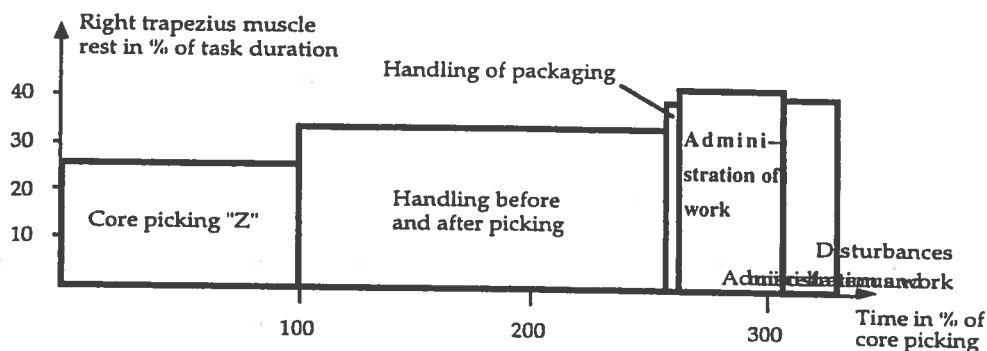 Right trapezius muscle
rest in % of task duration
Handling of packaging
40
30
20
10
Core picking "Z"
Handling before
and after picking
Admini-
stration of
work
Disturbances
work
100
200
300
Time in % of
core picking